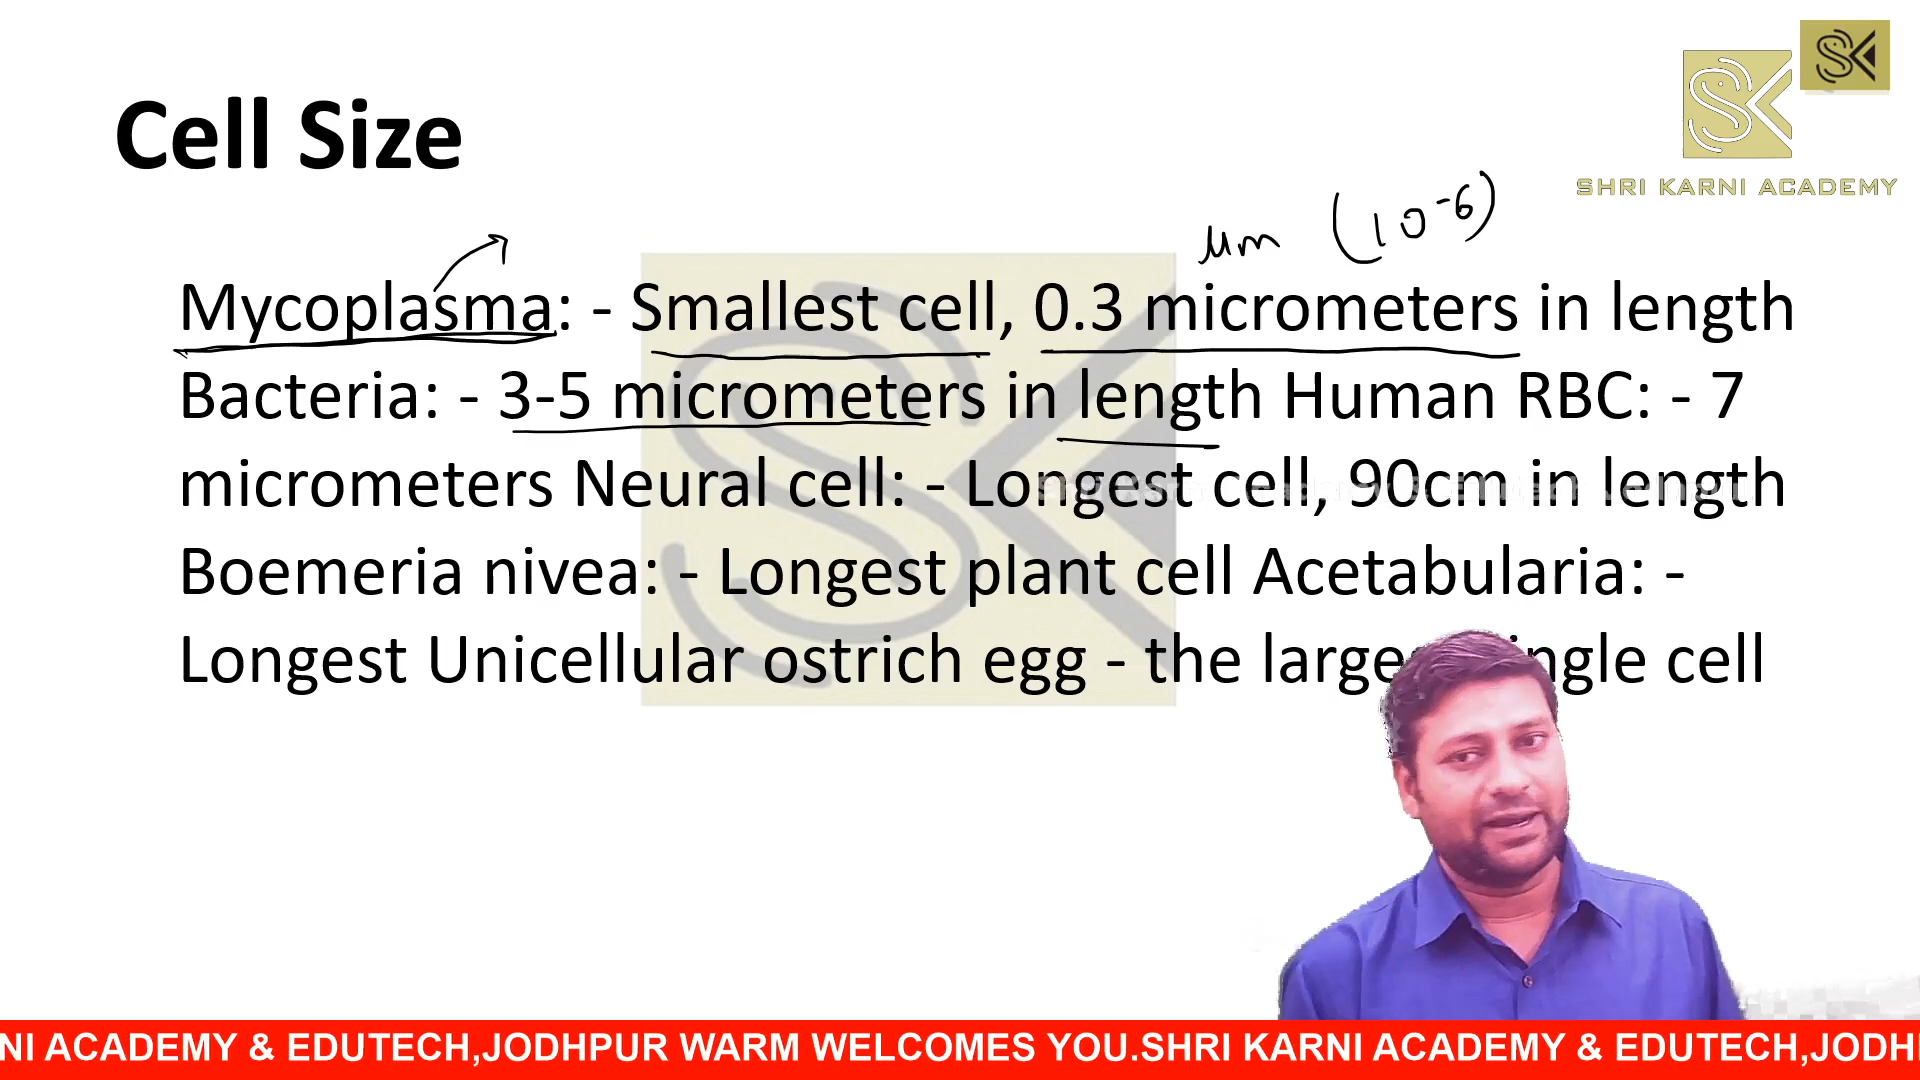 Cell Size
SHRI KARNI ACADEMY
µm (10-6)
Mycoplasma: - Smallest cell, 0.3 micrometers in length
Bacteria: - 3-5 micrometers in length Human RBC: - 7
micrometers Neural cell: - Longest cell, 90cm in length
Boemeria nivea: - Longest plant cell Acetabularia: -
Longest Unicellular ostrich egg - the cell
NI ACADEMY & EDUTECH,JODHPUR WARM WELCOMES YOU.SHRI KARNI ACADEMY & EDUTECH,JODH